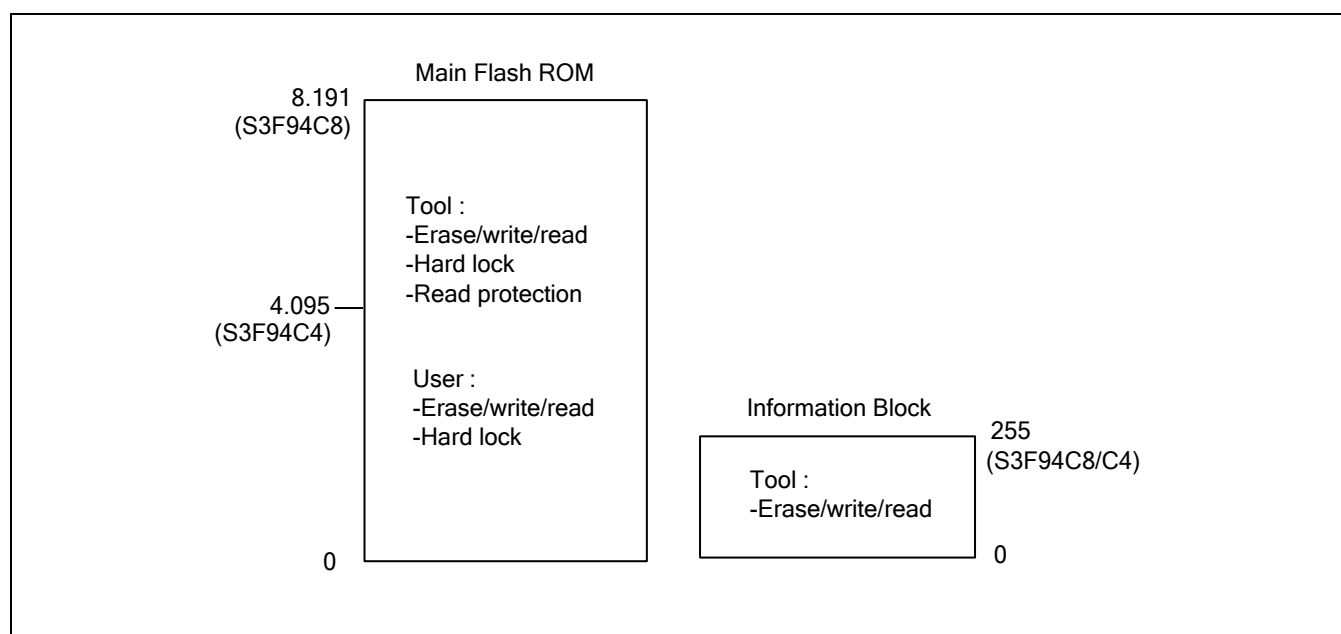 Main Flash ROM
8.191
(S3F94C8)
Tool :
-Erase/write/read
-Hard lock
-Read protection
4.095
(S3F94C4)
User :
-Erase/write/read
-Hard lock
0
Information Block
255
(S3F94C8/C4)
Tool :
-Erase/write/read
0